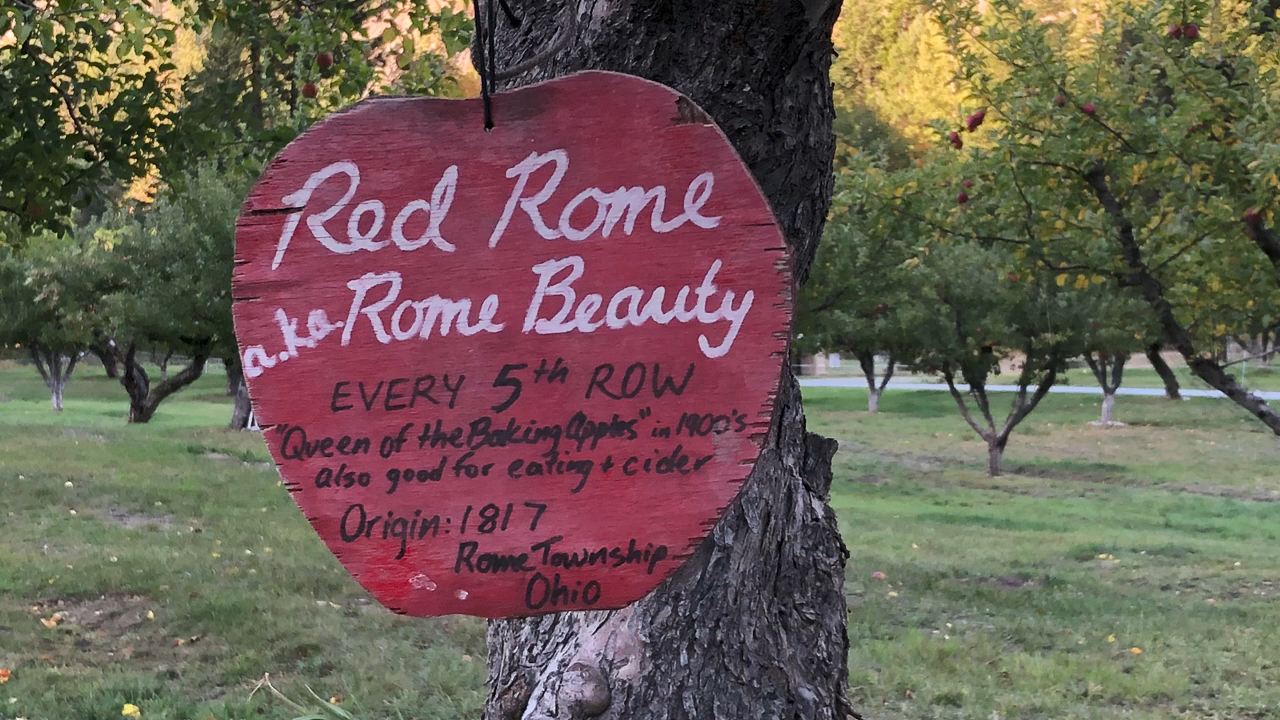 Red Rome
a.ka. Rome Beauty
EVERY 5th ROW
"Queen of the Baking Apples" in 1900's
also good for eating + cider
Origin: 1817
Rome Township
Ohio